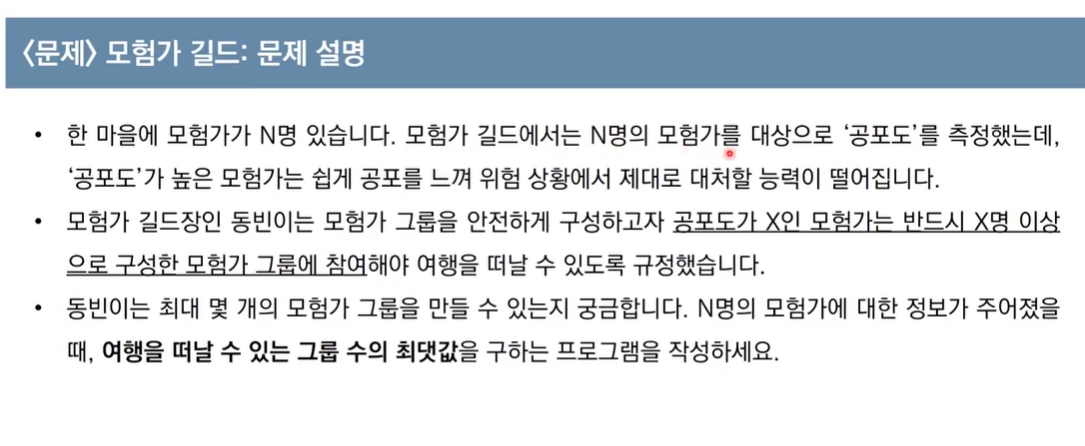 〈문제〉 모험가 길드: 문제 설명
• 한 마을에 모험가가 N명 있습니다. 모험가 길드에서는 N명의 모험가를 대상으로 ‘공포도’를 측정했는데,
‘공포도’가 높은 모험가는 쉽게 공포를 느껴 위험 상황에서 제대로 대처할 능력이 떨어집니다.
• 모험가 길드장인 동빈이는 모험가 그룹을 안전하게 구성하고자 공포도가 X인 모험가는 반드시 X명 이상
으로 구성한 모험가 그룹에 참여해야 여행을 떠날 수 있도록 규정했습니다.
• 동빈이는 최대 몇 개의 모험가 그룹을 만들 수 있는지 궁금합니다. N명의 모험가에 대한 정보가 주어졌을
때, 여행을 떠날 수 있는 그룹 수의 최댓값을 구하는 프로그램을 작성하세요.